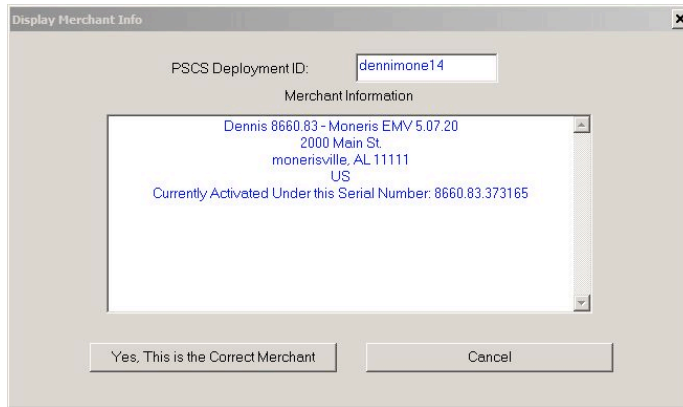 Display Merchant Info
PSCS Deployment ID: dennimone14
Merchant Information
Dennis 8660.83 - Moneris EMV 5.07.20
2000 Main St.
monerisville, AL 11111
US
Currently Activated Under this Serial Number: 8660.83.373165
Yes, This is the Correct Merchant Cancel